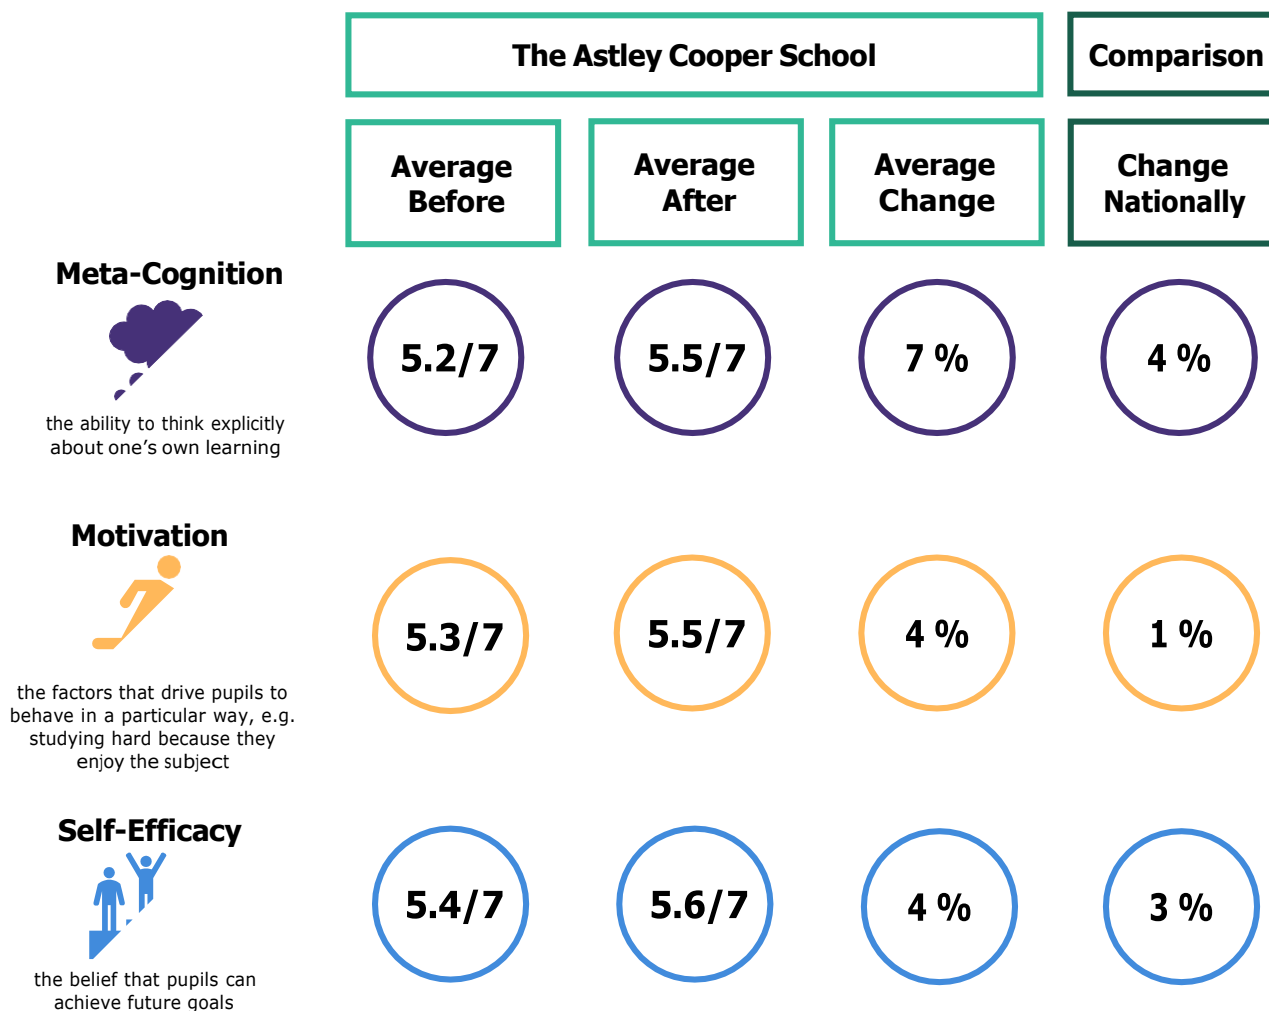 The Astley Cooper School
Comparison
Average
Before
Average
After
Average
Change
Change
Nationally
Meta-Cognition
the ability to think explicitly
about one’s own learning
5.2/7
5.5/7
7 %
4 %
Motivation
the factors that drive pupils to
behave in a particular way, e.g.
studying hard because they
enjoy the subject
5.3/7
5.5/7
4 %
1 %
Self-Efficacy
the belief that pupils can
achieve future goals
5.4/7
5.6/7
4 %
3 %